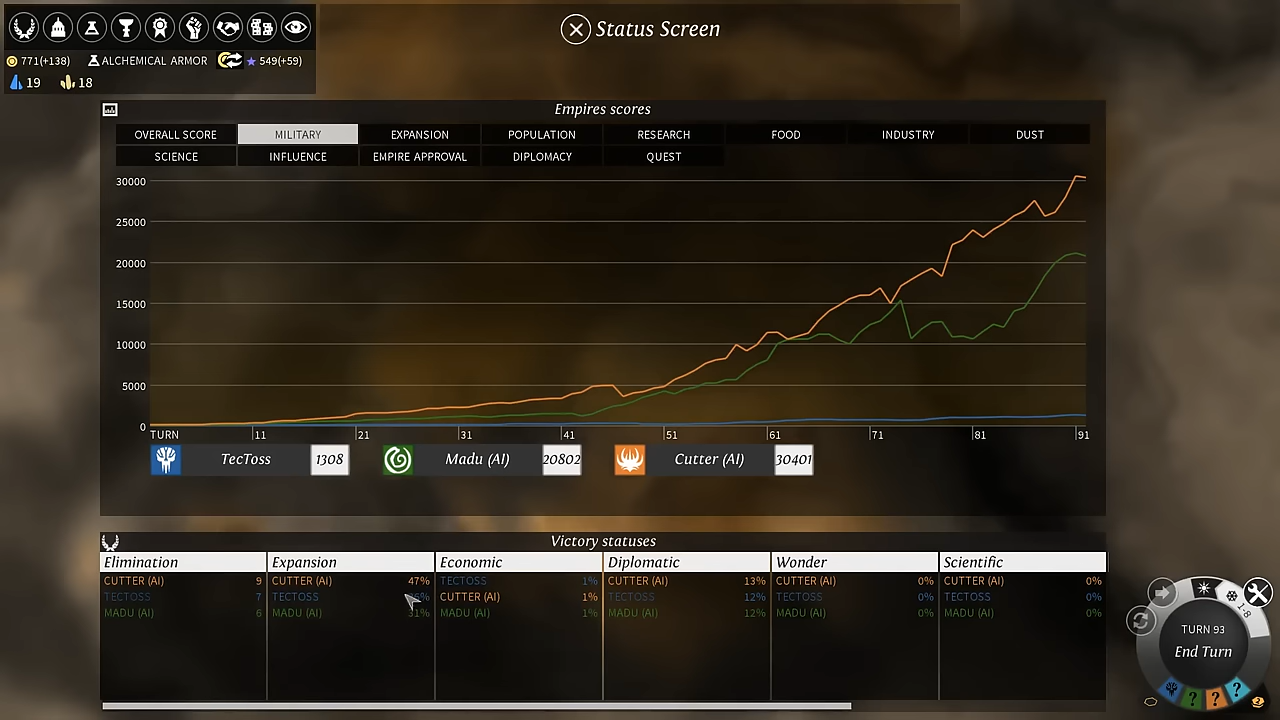 Status Screen
771(+138) ALCHEMICAL ARMOR 549(+59)
19 18
Empires scores
OVERALL SCORE MILITARY EXPANSION POPULATION RESEARCH FOOD INDUSTRY DUST
SCIENCE INFLUENCE EMPIRE APPROVAL DIPLOMACY QUEST
30000
25000
20000
15000
10000
5000
0
TURN 11 21 31 41 51 61 71 81 91
TecToss 1308 Madu (AI) 20802 Cutter (AI) 30401
Victory statuses
Elimination Expansion Economic Diplomatic Wonder Scientific
CUTTER (AI) 9 CUTTER (AI) 47% TECTOSS 1% CUTTER (AI) 13% CUTTER (AI) 0% CUTTER (AI) 0%
TECTOSS 7 TECTOSS CUTTER (AI) 1% TECTOSS 12% TECTOSS 0% TECTOSS 0%
MADU (AI) 6 MADU (AI) 31% MADU (AI) 1% MADU (AI) 12% MADU (AI) 0% MADU (AI) 0%
1-8
TURN 93
End Turn
? ? ?